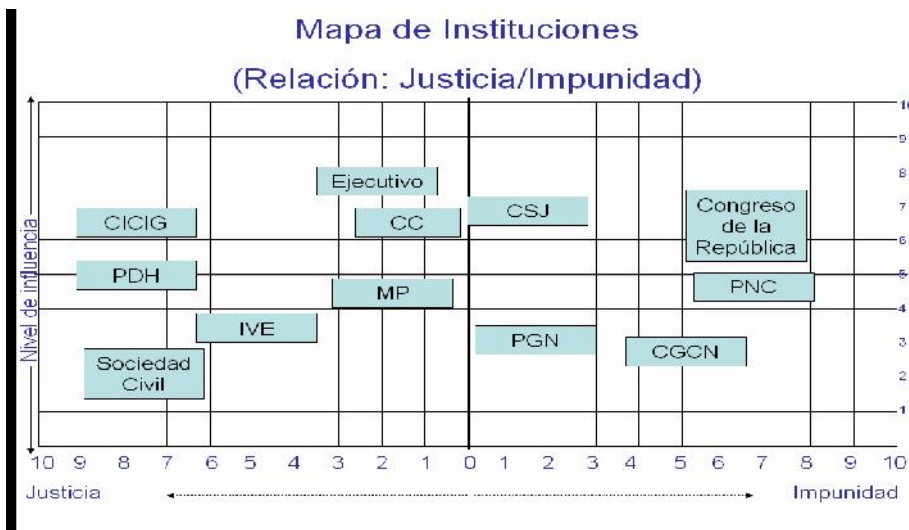 Mapa de Instituciones
(Relación: Justicia/Impunidad)
Nivel de influencia
10
9
8
7
6
5
4
3
2
1
Ejecutivo
CICIG
CC
CSJ
Congreso
de la
República
PDH
MP
PNC
IVE
PGN
CGCN
Sociedad
Civil
10 9 8 7 6 5 4 3 2 1 0 1 2 3 4 5 6 7 8 9 10
Justicia
Impunidad